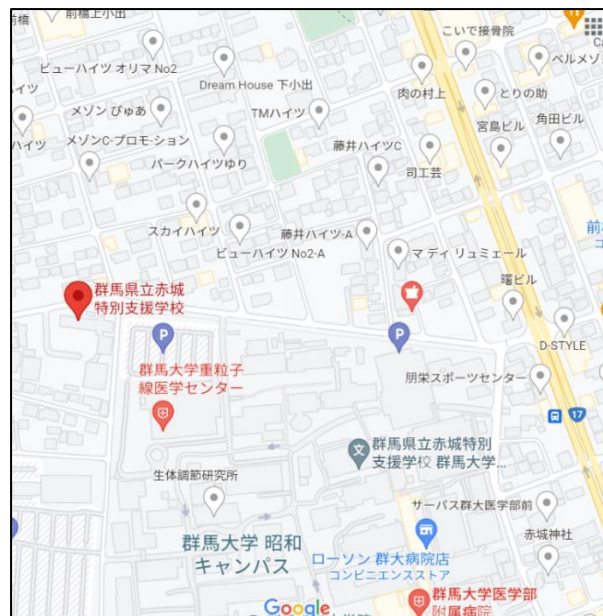 前橋
前橋上小出
こいで接骨院
ビューハイツ オリマ No2
ベルメゾ
Dream House 下小出
肉の村上
とりの助
メゾン ぴゅあ
TMハイツ
宮島ビル
角田ビル
ハイツ
メゾンC-プロモーション
藤井ハイツC
パークハイツゆり
司工芸
スカイハイツ
藤井ハイツ-A
ビューハイツ No2-A
マ ディ リュミエール
曙ビル
群馬県立赤城
特別支援学校
P
P
D-STYLE
群馬大学重粒子
線医学センター
朋栄スポーツセンター
17
群馬県立赤城特別
支援学校 群馬大学...
生体調節研究所
サーパス群大医学部前
赤城神社
群馬大学 昭和
キャンパス
ローソン 群大病院店
コンビニエンスストア
群馬大学医学部
附属病院
Google